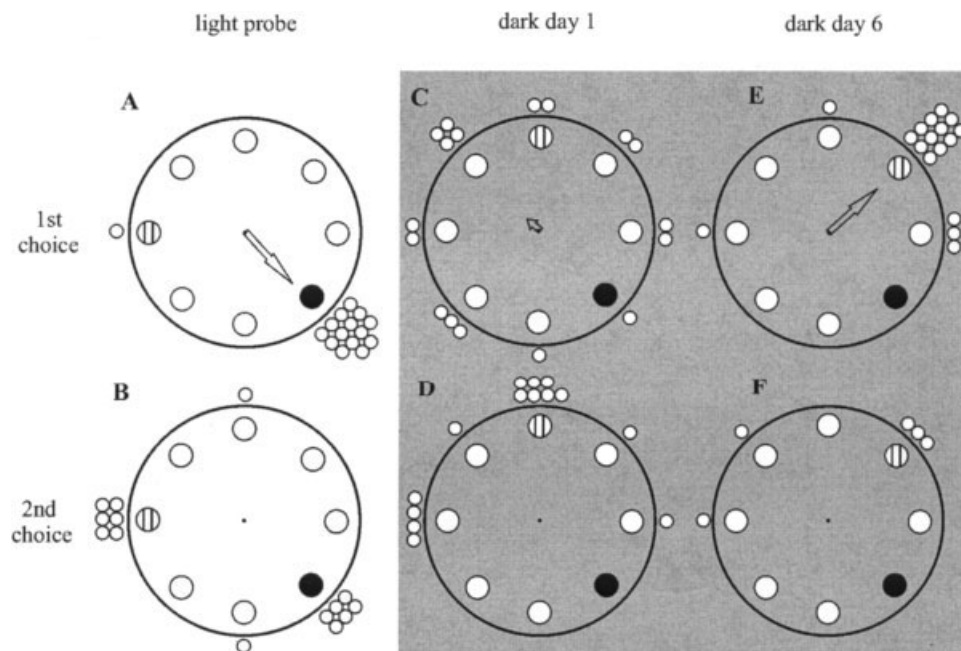 light probe dark day 1 dark day 6
A C E
1st
choice
B D F
2nd
choice